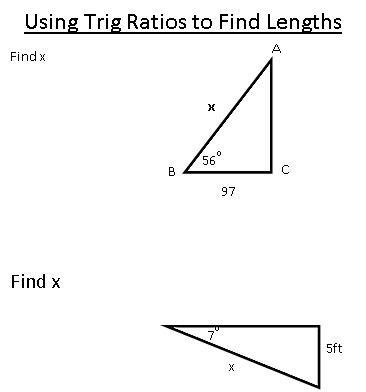 Using Trig Ratios to Find Lengths
Find x
A
x
56°
B
C
97
Find x
7°
5ft
x